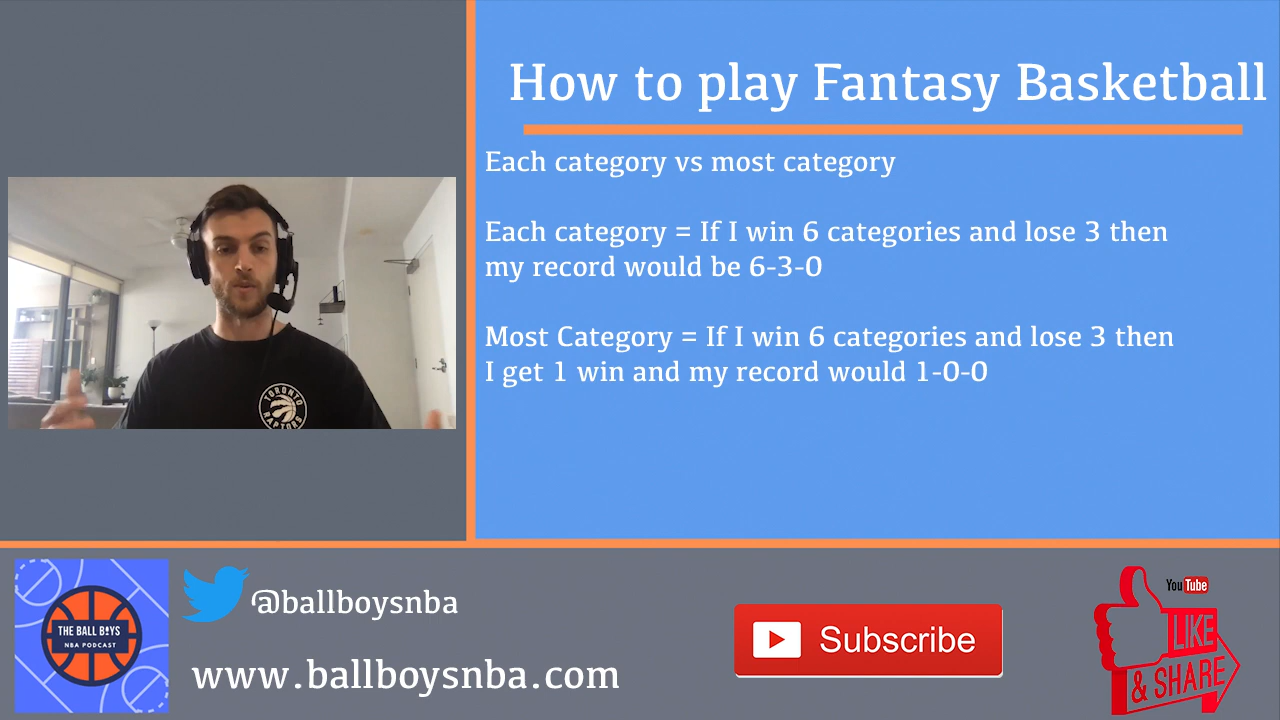 How to play Fantasy Basketball
Each category vs most category
Each category = If I win 6 categories and lose 3 then
my record would be 6-3-0
Most Category = If I win 6 categories and lose 3 then
I get 1 win and my record would 1-0-0
TORONTO
RAPTORS
THE BALL BOYS
NBA PODCAST
@ballboysnba
www.ballboysnba.com
Subscribe
YouTube
LIKE
& SHARE